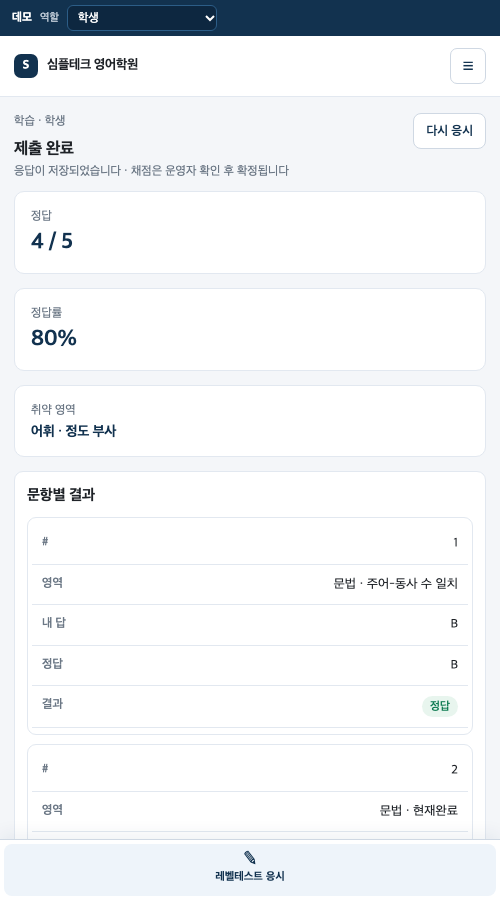 데모 역할 학생
S 심플테크 영어학원
학습 · 학생
다시 응시
제출 완료
응답이 저장되었습니다 · 채점은 운영자 확인 후 확정됩니다
정답
4 / 5
정답률
80%
취약 영역
어휘 · 정도 부사
문항별 결과
# 1
영역 문법 · 주어-동사 수 일치
내 답 B
정답 B
결과 정답
# 2
영역 문법 · 현재완료
레벨테스트 응시